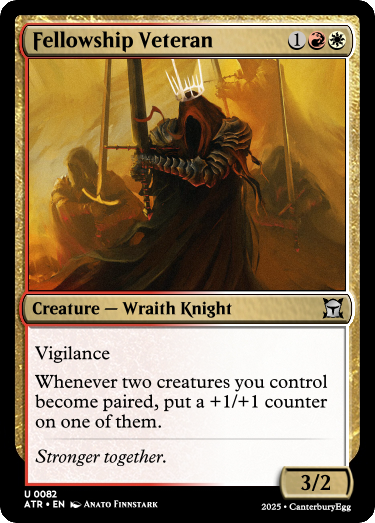 Fellowship Veteran 1
Creature — Wraith Knight
Vigilance
Whenever two creatures you control
become paired, put a +1/+1 counter
on one of them.
Stronger together.
3/2
U 0082
ATR • EN Anato Finnstark
2025 • CanterburyEgg